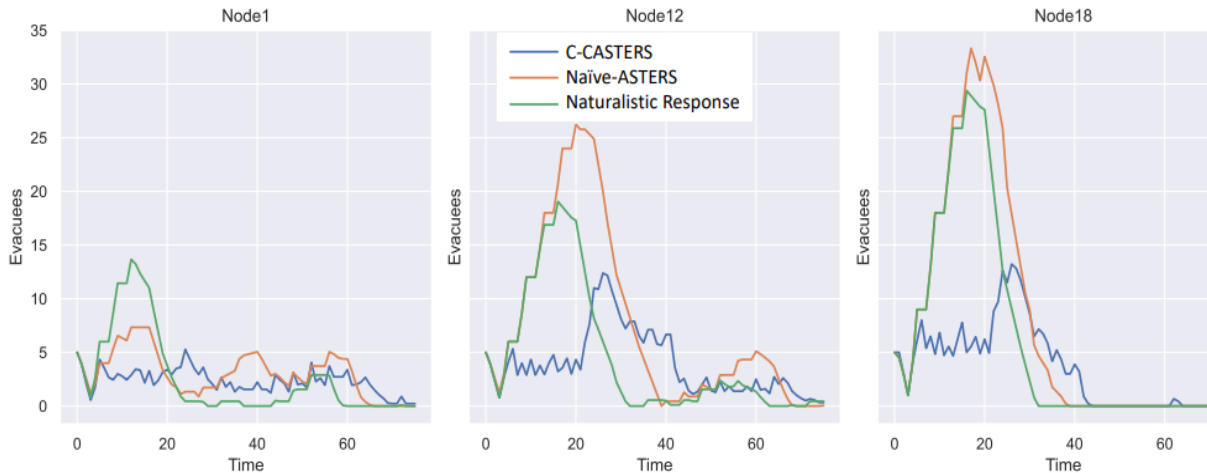 Node1
Node12
Node18
C-CASTERS
Naïve-ASTERS
Naturalistic Response
Evacuees
35
30
25
20
15
10
5
0
0 20 40 60
Time
Evacuees
0 20 40 60
Time
Evacuees
0 20 40 60
Time